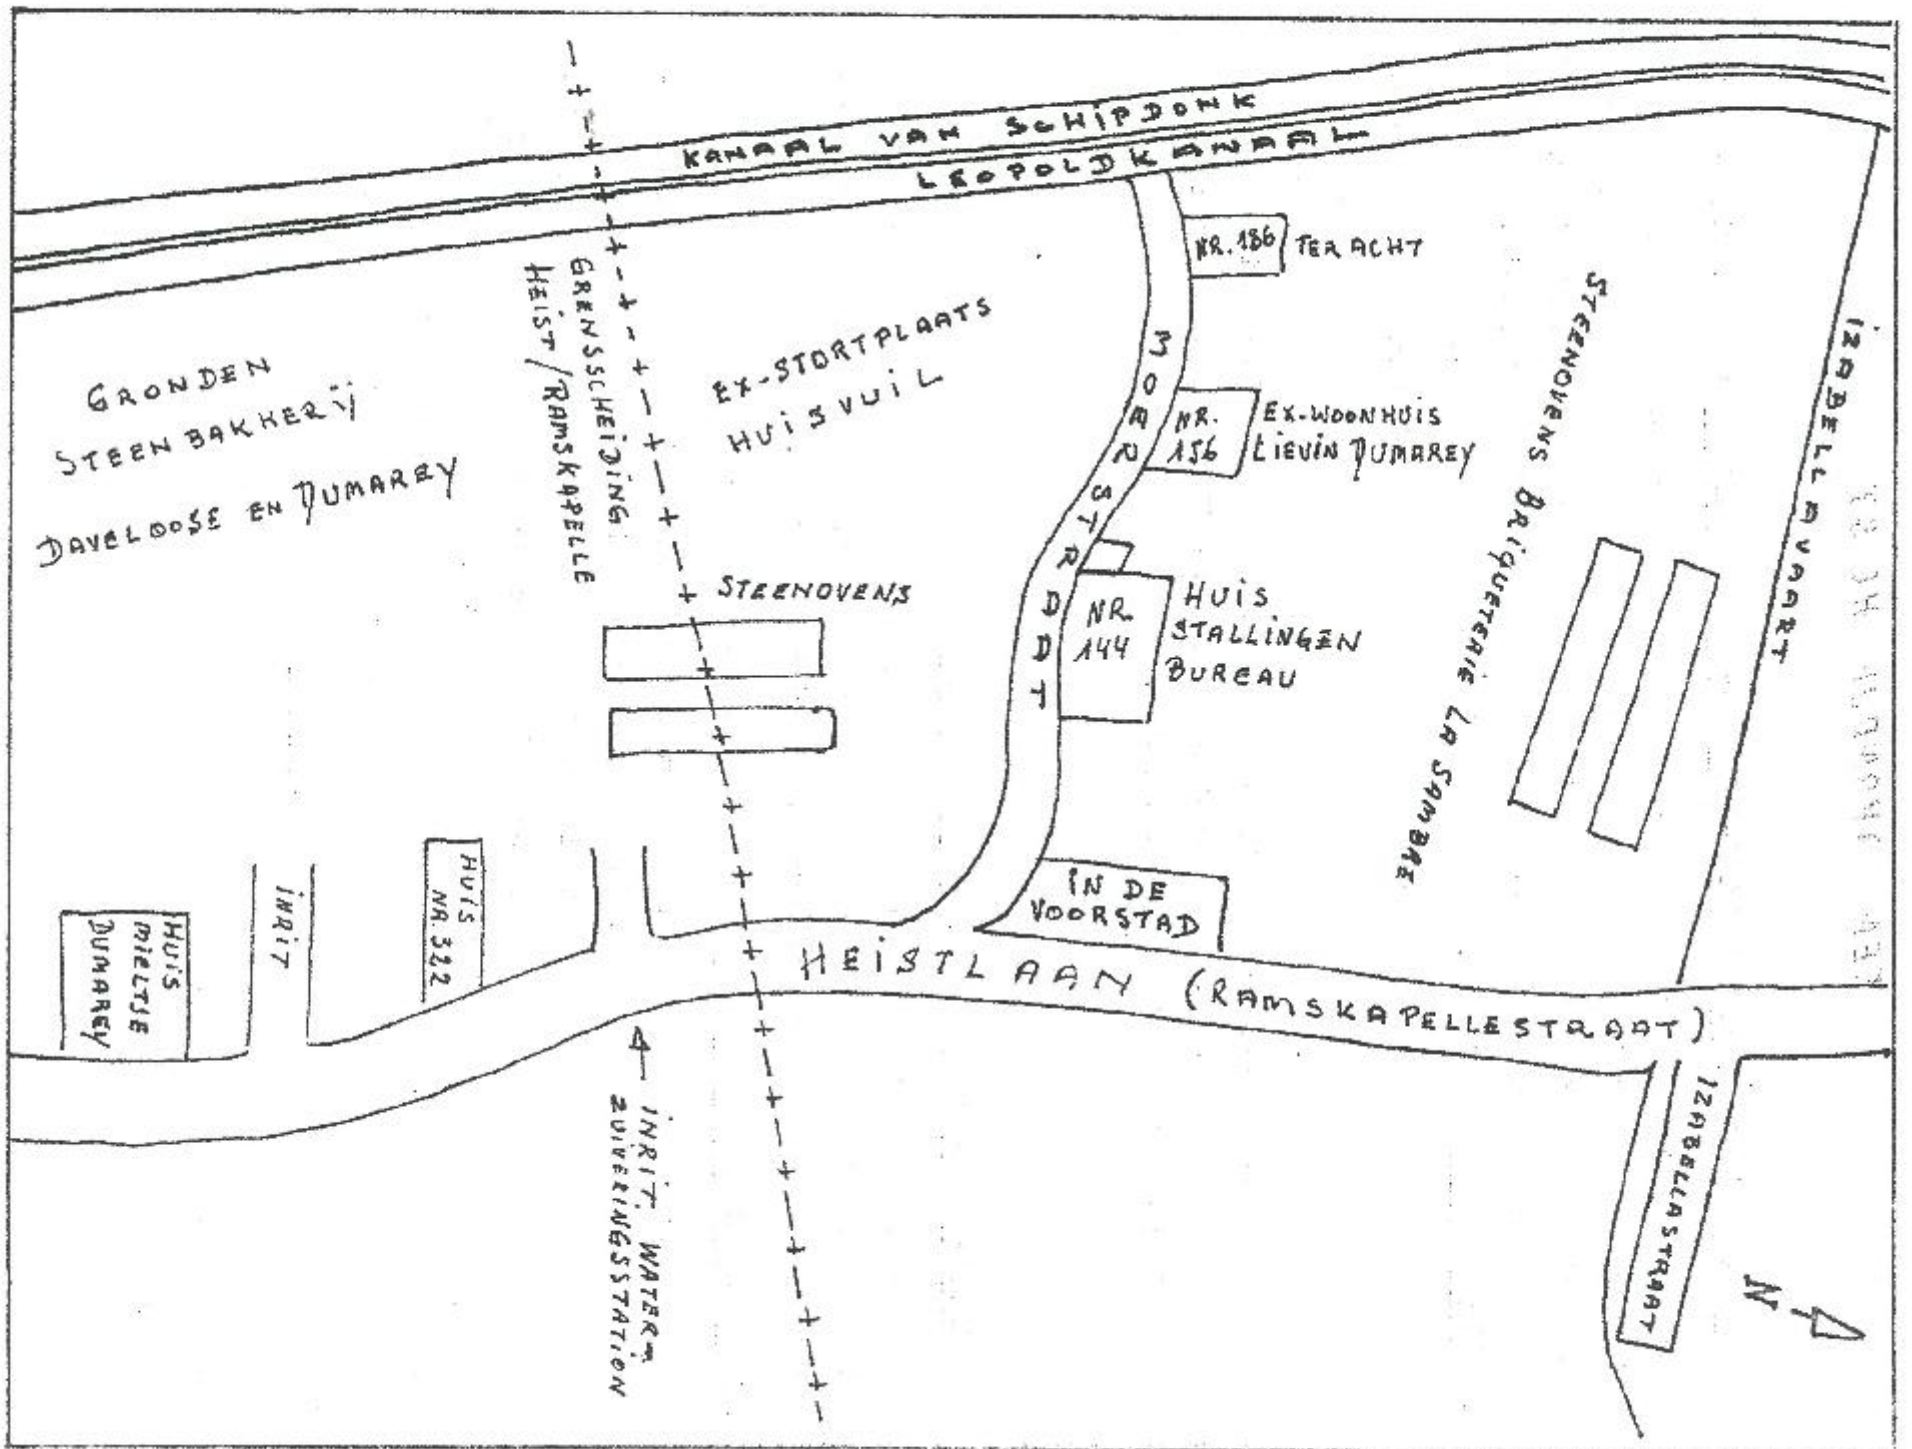 KANAAL VAN SCHIPDONK
LEOPOLDKANAAL
NR. 186
TER ACHT
GRENSSCHEIDING
HEIST/RAMSKAPELLE
EX-STORTPLAATS
HUISVUIL
GRONDEN
STEENBAKKERIJ
DAVELOOSE EN DUMAREY
MOERSTRAAT
NR.
156
EX-WOONHUIS
LIEVIN DUMAREY
STEENOVENS BRIQUETERIE LA SAMBRE
IZABELLAVAART
STEENOVENS
NR.
144
HUIS
STALLINGEN
BUREAU
IN DE
VOORSTAD
HUIS
MIELTSE
DUMAREY
INRIT
HUIS
NR. 322
HEISTLAAN (RAMSKAPELLESTRAAT)
INRIT. WATER-
ZUIVERINGSSTATION
IZABELLASTRAAT
N